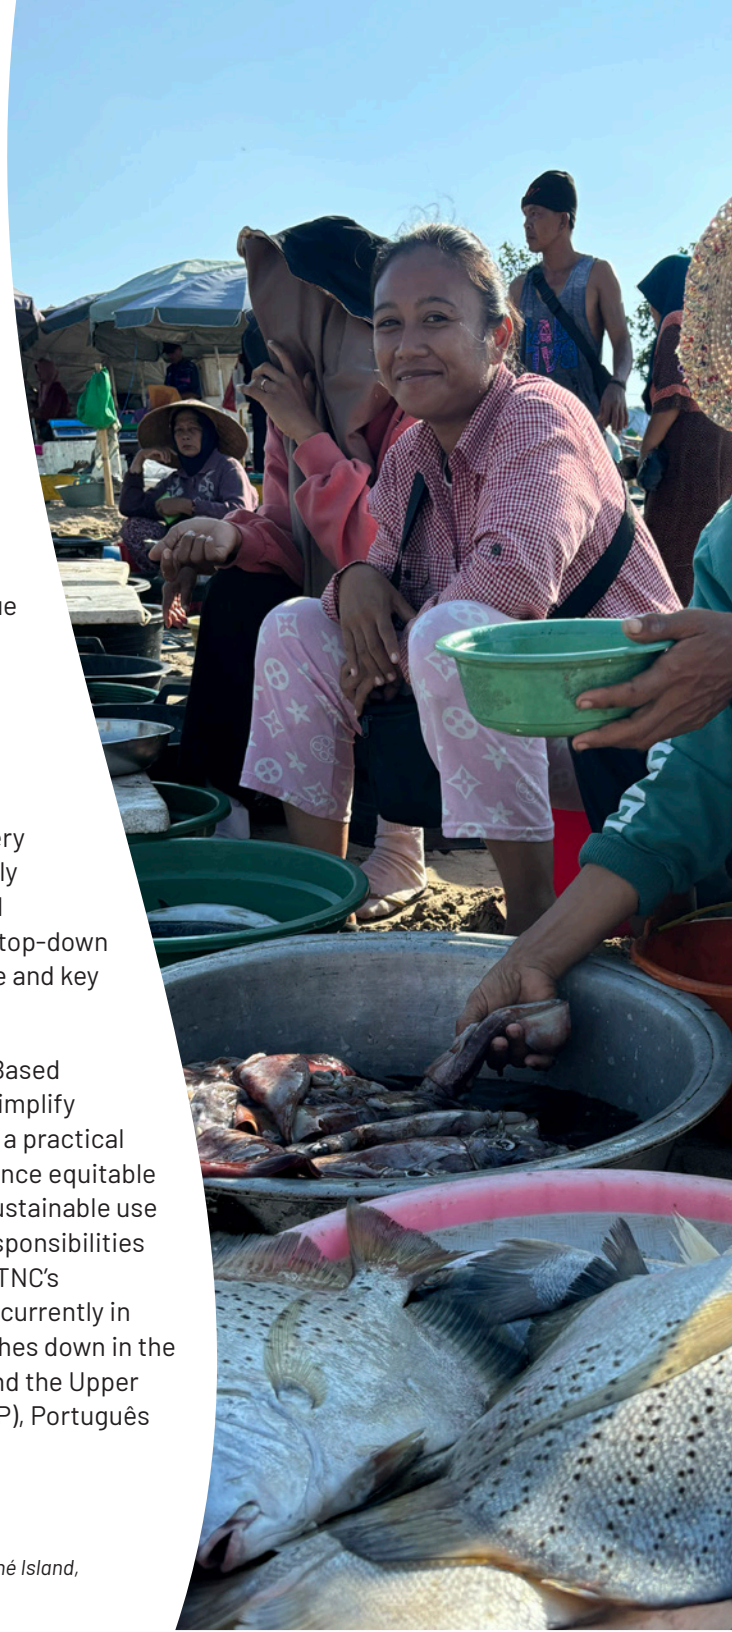 ery
ly
top-down
e and key
Based
implify
a practical
nce equitable
ustainable use
sponsibilities
TNC's
currently in
hes down in the
nd the Upper
P), Português
né Island,